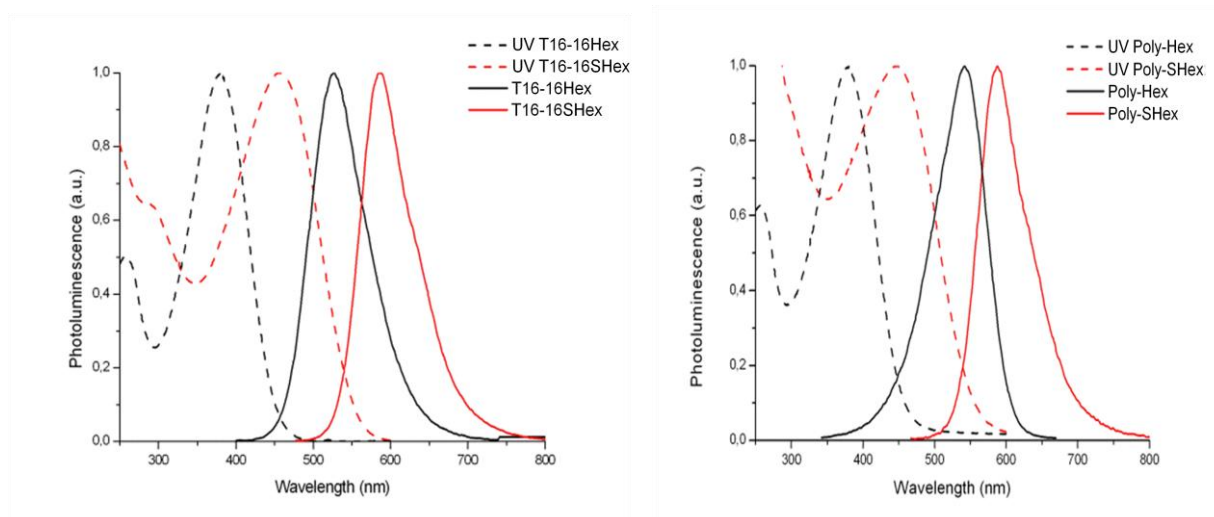 UV T16-16Hex
UV T16-16SHex
T16-16Hex
T16-16SHex
1,0
0,8
0,6
0,4
0,2
0,0
Photoluminescence (a.u.)
300 400 500 600 700 800
Wavelength (nm)
UV Poly-Hex
UV Poly-SHex
Poly-Hex
Poly-SHex
1,0
0,8
0,6
0,4
0,2
0,0
Photoluminescence (a.u.)
300 400 500 600 700 800
Wavelength (nm)